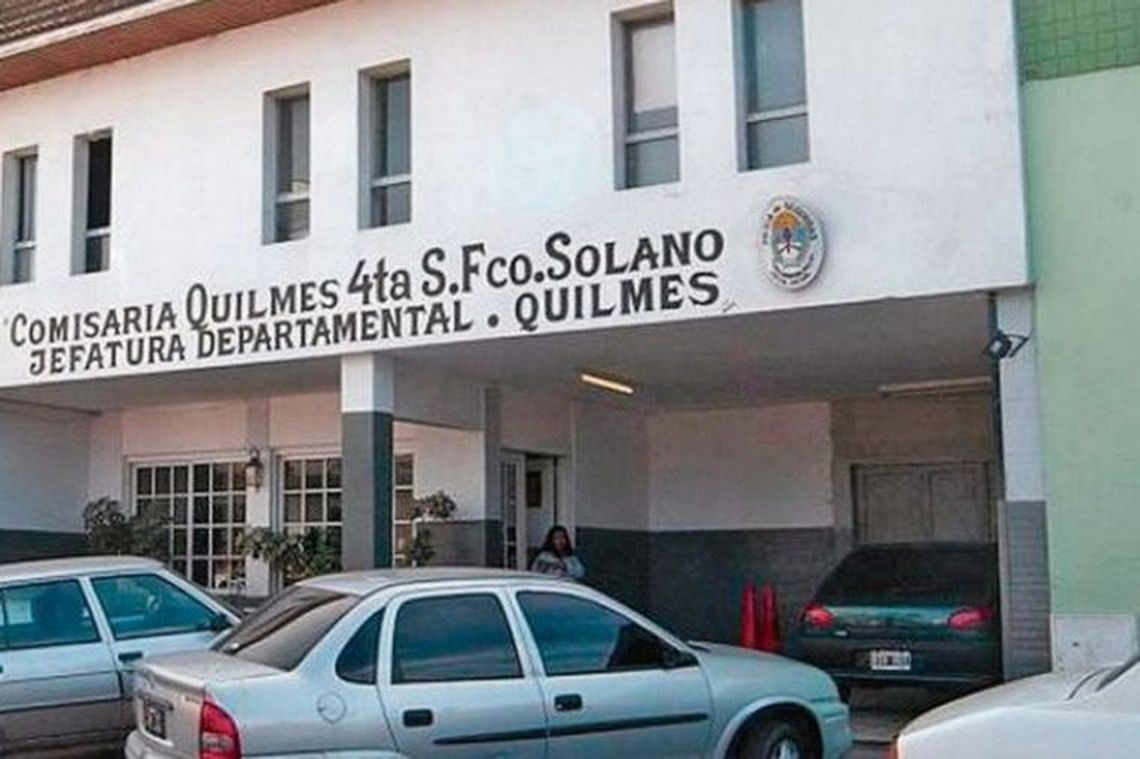 COMISARIA QUILMES 4ta S.FCO.SOLANO
JEFATURA DEPARTAMENTAL . QUILMES